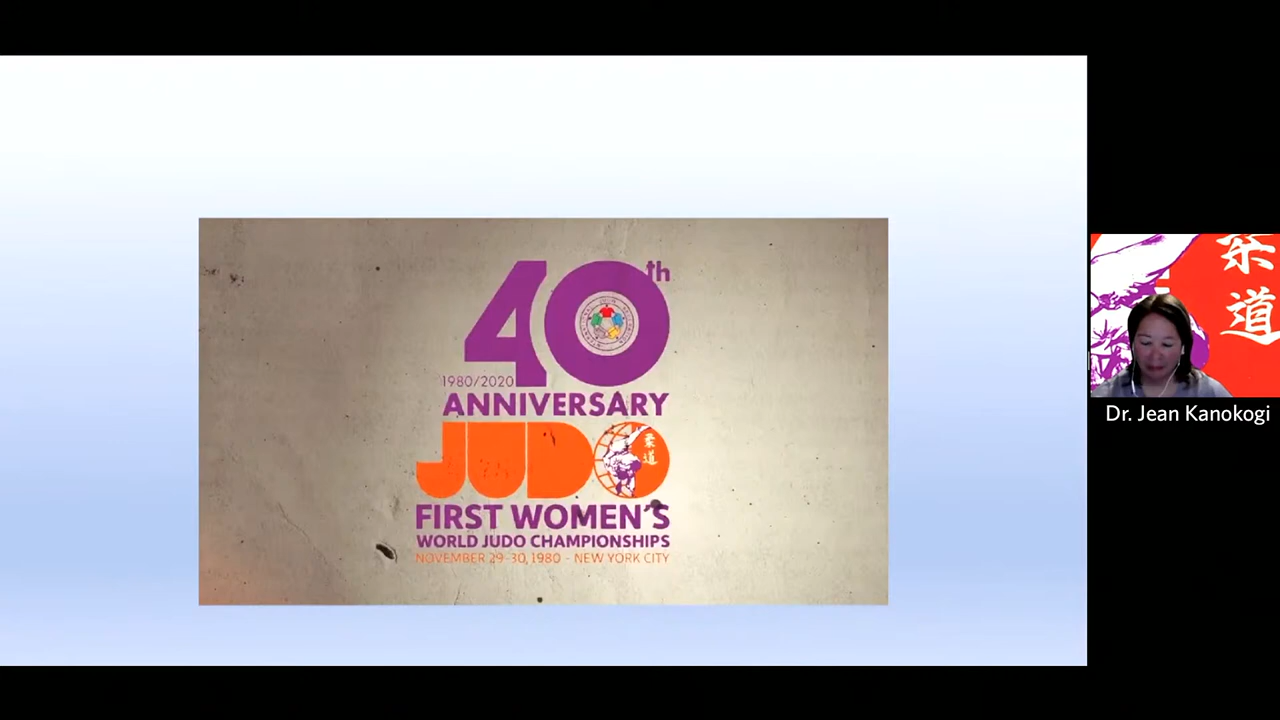 40th
1980/2020
ANNIVERSARY
JUDO
柔道
FIRST WOMEN'S
WORLD JUDO CHAMPIONSHIPS
NOVEMBER 29-30, 1980 - NEW YORK CITY
柔道
Dr. Jean Kanokogi